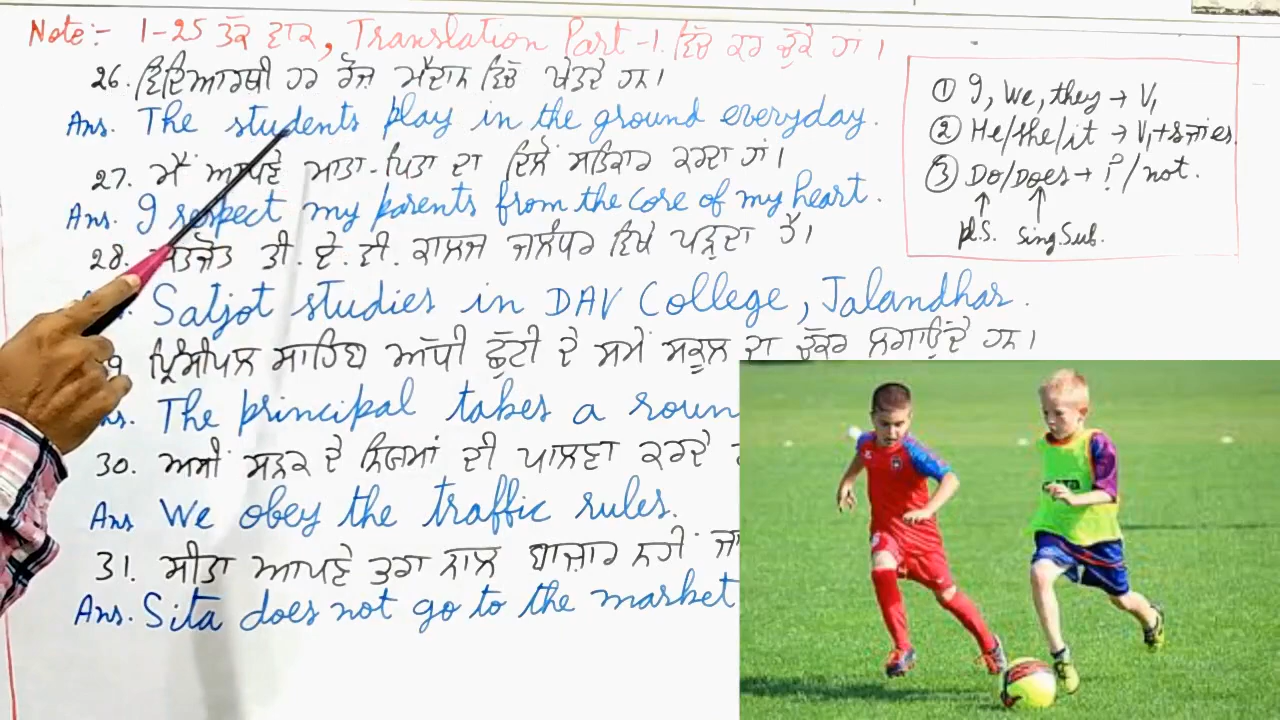 Note:- 1-25 ਤੱਕ ਵਾਕ, Translation Part-1. ਵਿੱਚ ਕਰ ਚੁੱਕੇ ਹਾਂ।
26. ਵਿਦਿਆਰਥੀ ਹਰ ਰੋਜ਼ ਮੈਦਾਨ ਵਿੱਚ ਖੇਡਦੇ ਹਨ।
Ans. The students play in the ground everyday.
27. ਮੈਂ ਆਪਣੇ ਮਾਤਾ-ਪਿਤਾ ਦਾ ਦਿਲੋਂ ਸਤਿਕਾਰ ਕਰਦਾ ਹਾਂ।
Ans. I respect my parents from the core of my heart.
28. ਸਤਜੋਤ ਡੀ. ਏ. ਵੀ. ਕਾਲਜ ਜਲੰਧਰ ਵਿਖੇ ਪੜ੍ਹਦਾ ਹੈ।
Satjot studies in DAV College, Jalandhar.
ਪ੍ਰਿੰਸੀਪਲ ਸਾਹਿਬ ਅੱਧੀ ਛੁੱਟੀ ਦੇ ਸਮੇਂ ਸਕੂਲ ਦਾ ਚੱਕਰ ਲਗਾਉਂਦੇ ਹਨ।
Ans. The principal takes a roun
30. ਅਸੀਂ ਸੜਕ ਦੇ ਨਿਯਮਾਂ ਦੀ ਪਾਲਣਾ ਕਰਦੇ
Ans We obey the traffic rules.
31. ਸੀਤਾ ਆਪਣੇ ਭਰਾ ਨਾਲ ਬਾਜ਼ਾਰ ਨਹੀਂ ਜਾ
Ans. Sita does not go to the market
① I, We, they → V₁
② He/she/it → V₁+s ਜਾਂ es.
③ Do/Does → ?/not.
Pl.S. Sing.Sub.